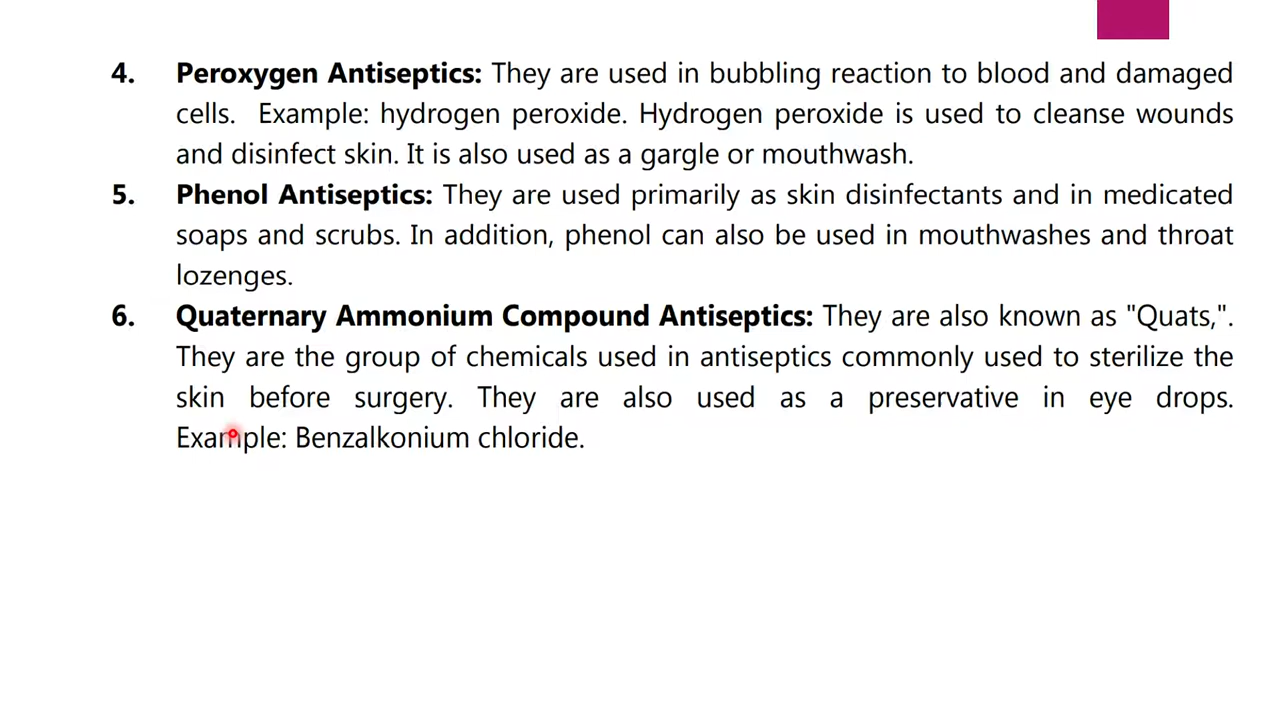 4. Peroxygen Antiseptics: They are used in bubbling reaction to blood and damaged
cells. Example: hydrogen peroxide. Hydrogen peroxide is used to cleanse wounds
and disinfect skin. It is also used as a gargle or mouthwash.
5. Phenol Antiseptics: They are used primarily as skin disinfectants and in medicated
soaps and scrubs. In addition, phenol can also be used in mouthwashes and throat
lozenges.
6. Quaternary Ammonium Compound Antiseptics: They are also known as "Quats,".
They are the group of chemicals used in antiseptics commonly used to sterilize the
skin before surgery. They are also used as a preservative in eye drops.
Example: Benzalkonium chloride.